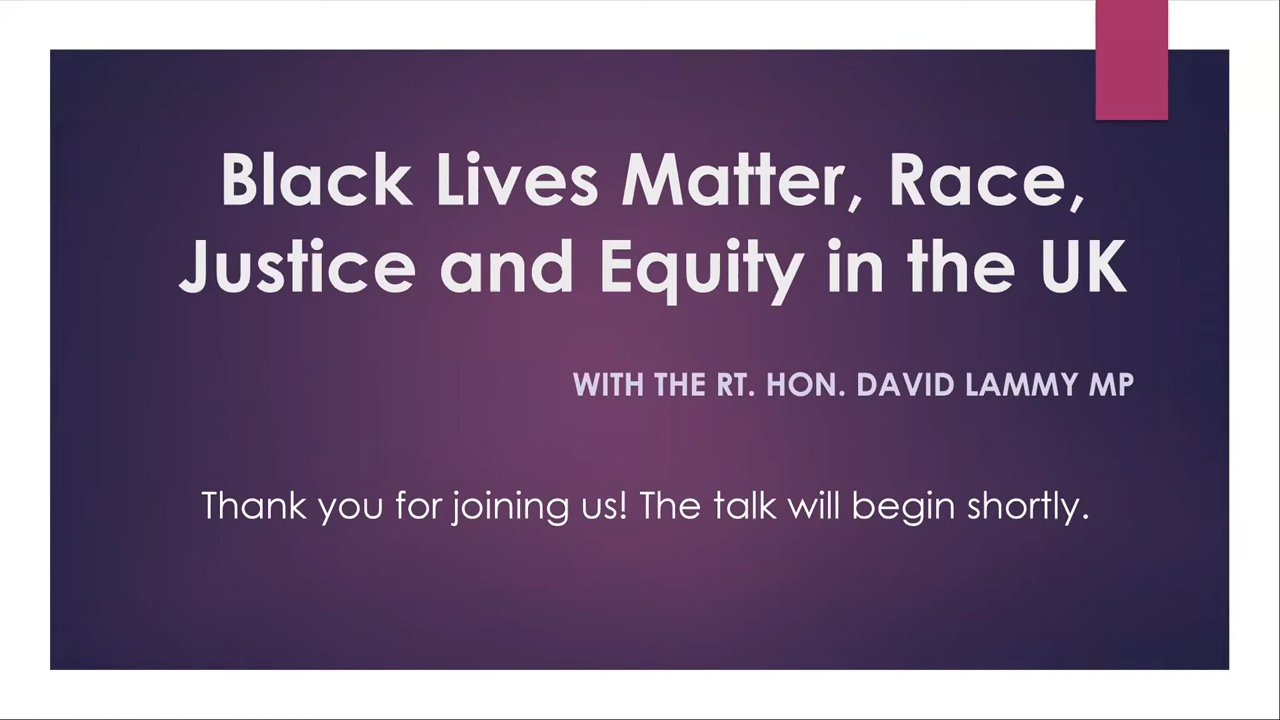 Black Lives Matter, Race,
Justice and Equity in the UK
WITH THE RT. HON. DAVID LAMMY MP
Thank you for joining us! The talk will begin shortly.